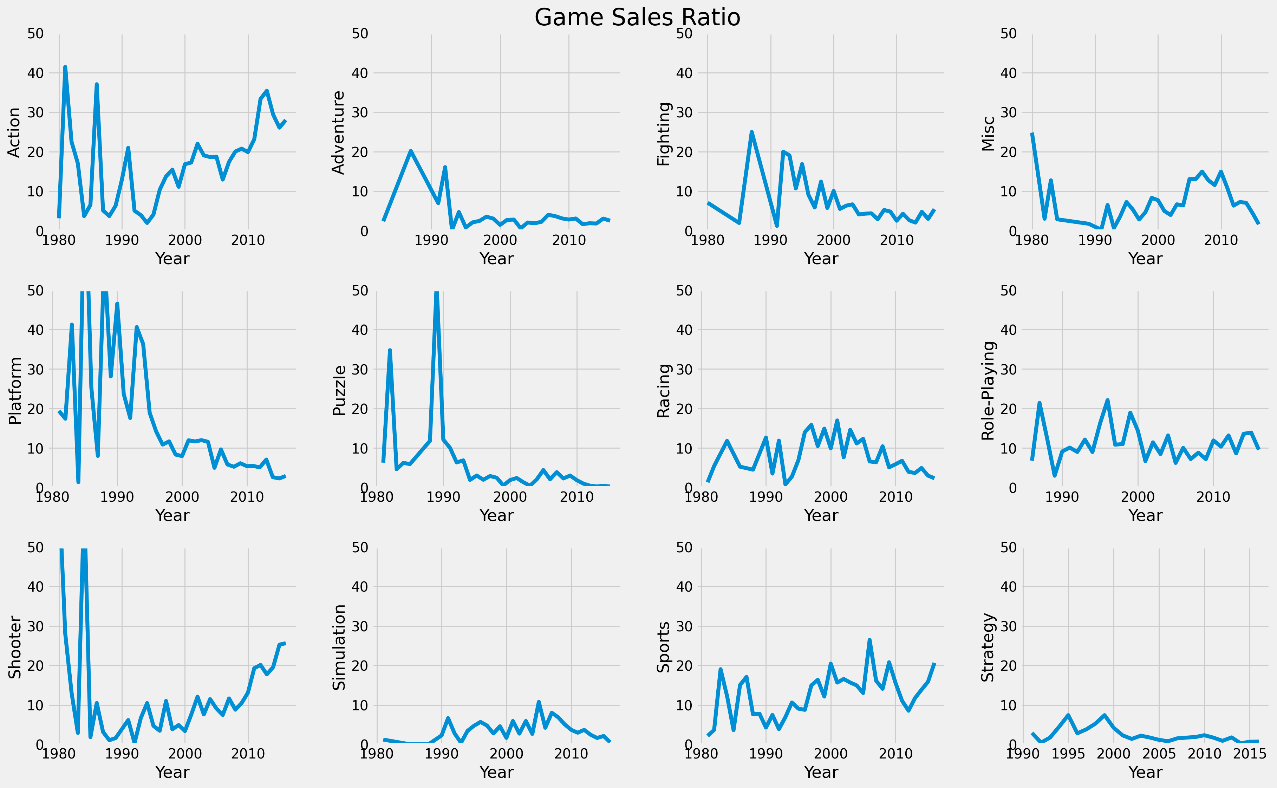 Game Sales Ratio
50 50 50 50
40 40 40 40
30 30 30 30
20 20 20 20
10 10 10 10
0 0 0 0
Action Adventure Fighting Misc
1980 1990 2000 2010 1990 2000 2010 1980 1990 2000 2010 1980 1990 2000 2010
Year Year Year Year
50 50 50 50
40 40 40 40
30 30 30 30
20 20 20 20
10 10 10 10
0 0 0 0
Platform Puzzle Racing Role-Playing
1980 1990 2000 2010 1980 1990 2000 2010 1980 1990 2000 2010 1990 2000 2010
Year Year Year Year
50 50 50 50
40 40 40 40
30 30 30 30
20 20 20 20
10 10 10 10
0 0 0 0
Shooter Simulation Sports Strategy
1980 1990 2000 2010 1980 1990 2000 2010 1980 1990 2000 2010 1990 1995 2000 2005 2010 2015
Year Year Year Year